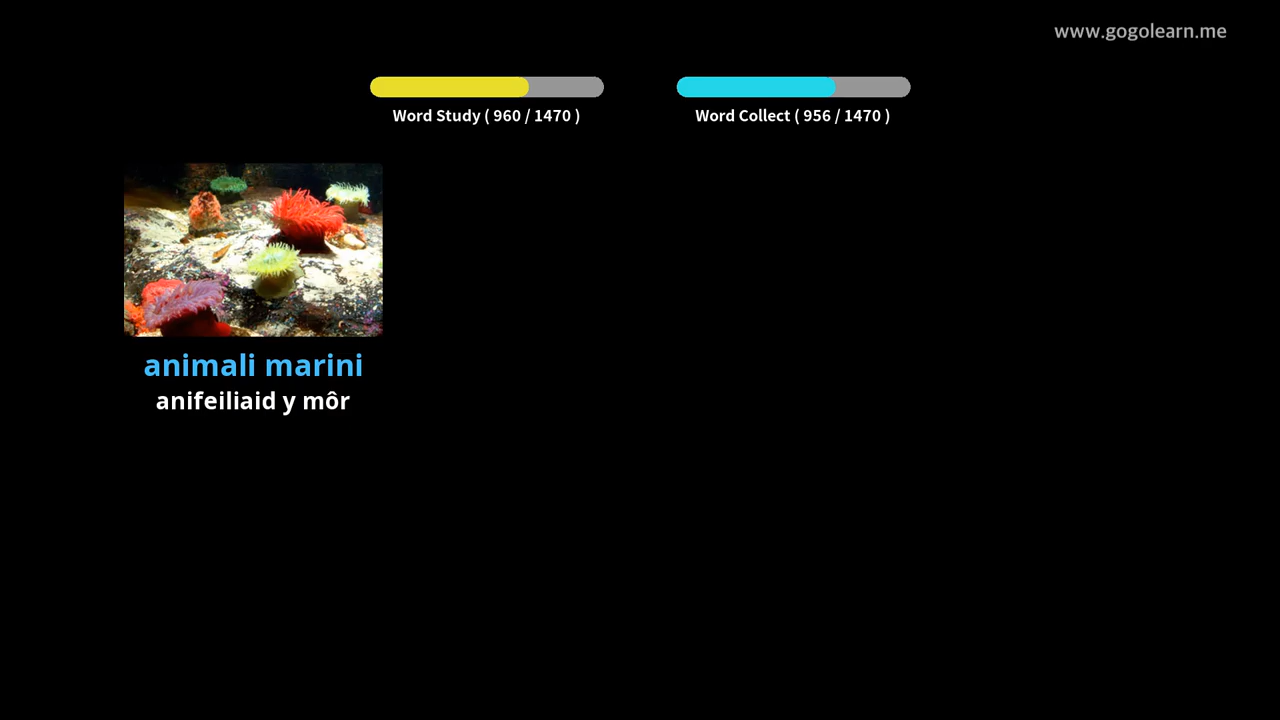 www.gogolearn.me
Word Study ( 960 / 1470 )
Word Collect ( 956 / 1470 )
animali marini
anifeiliaid y môr